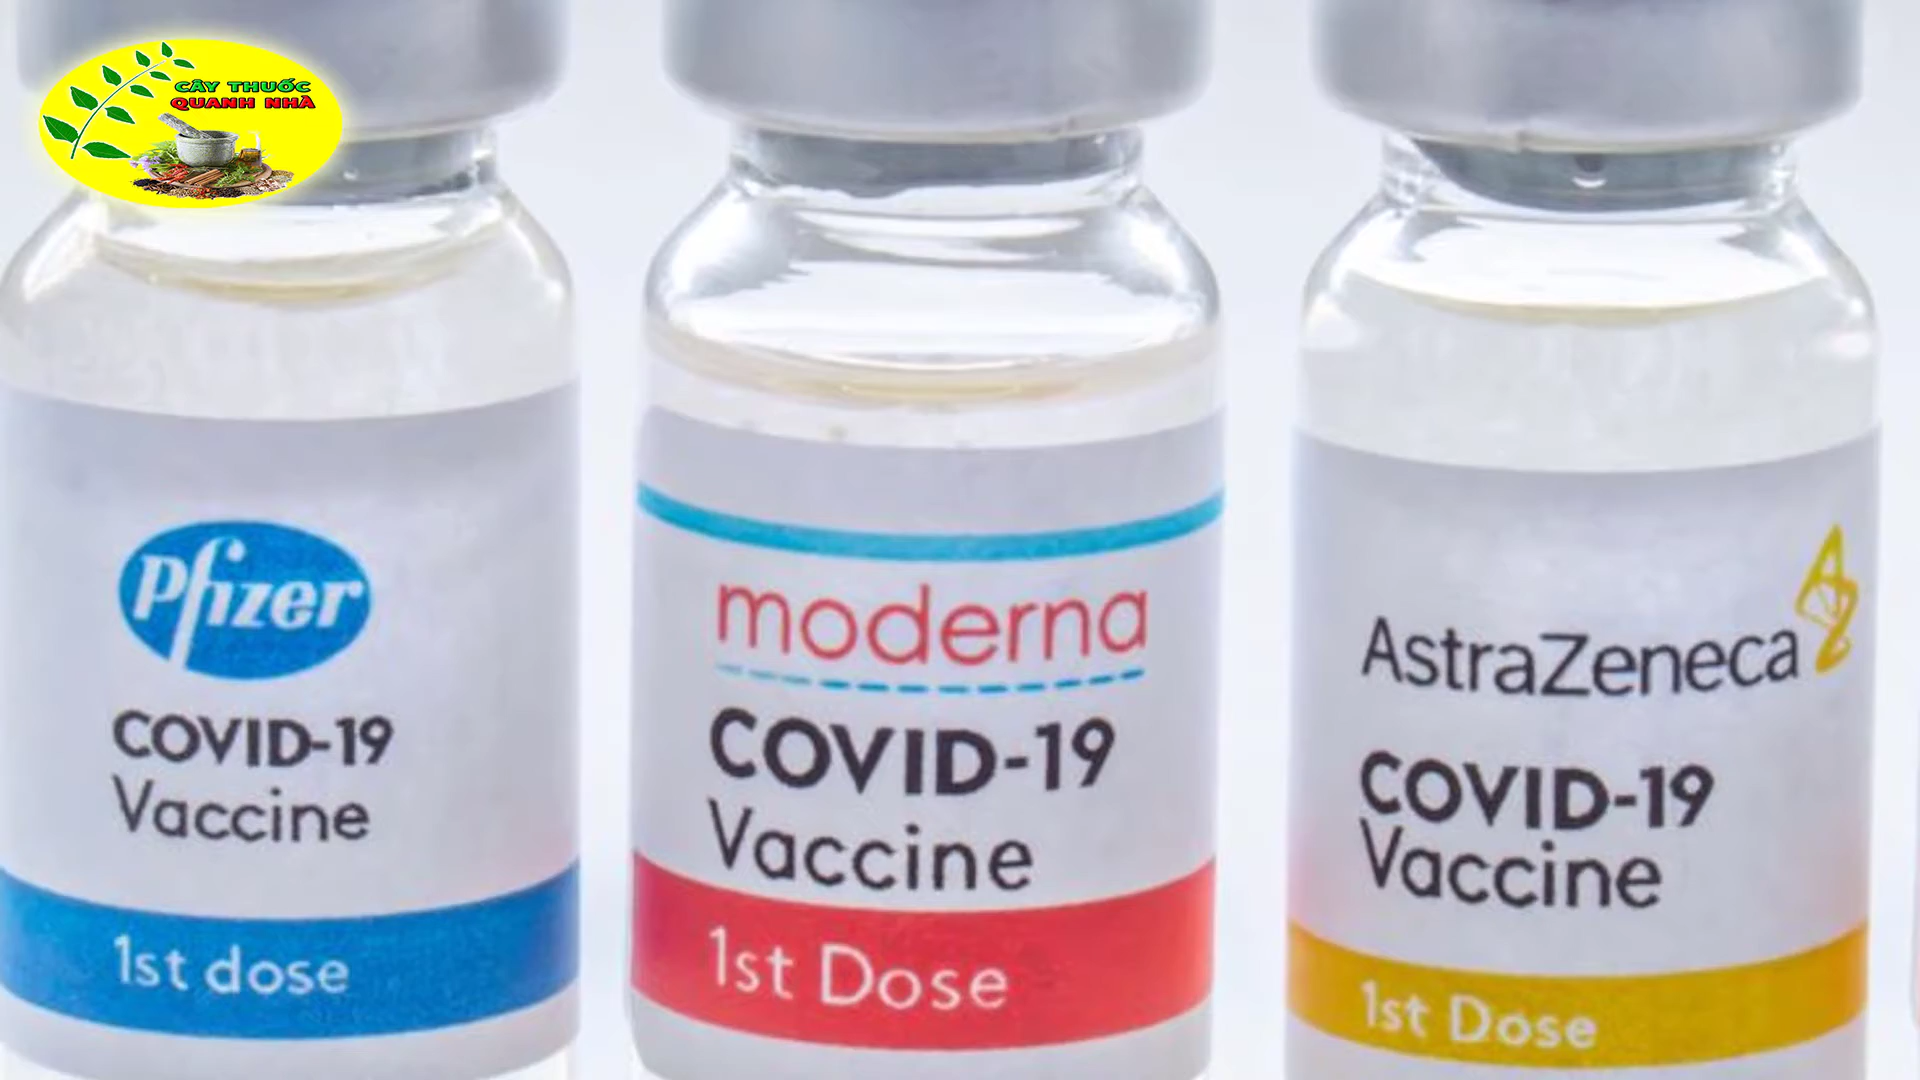 CÂY THUỐC
QUANH NHÀ
Pfizer
COVID-19
Vaccine
1st dose
moderna
COVID-19
Vaccine
1st Dose
AstraZeneca
COVID-19
Vaccine
1st Dose